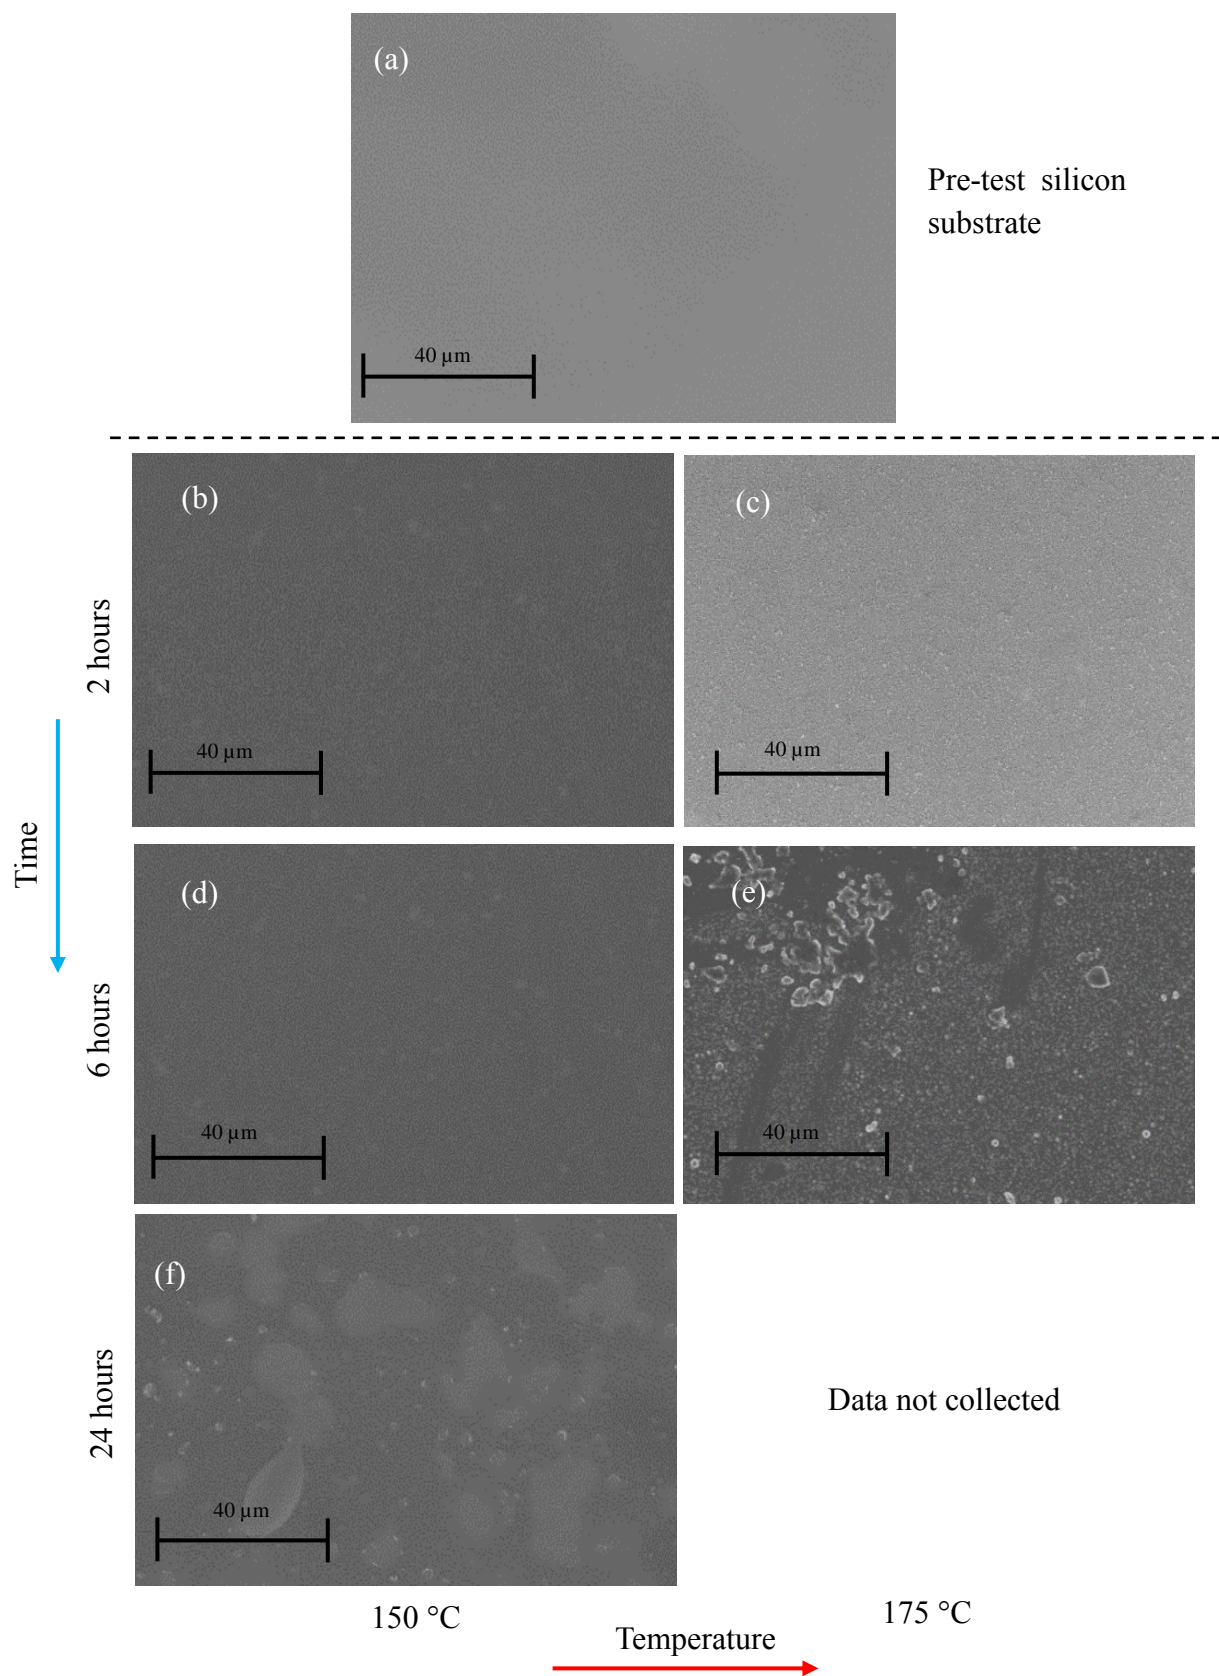 (a)
40 µm
Pre-test silicon
substrate
(b)
40 µm
(c)
40 µm
2 hours
Time
(d)
40 µm
(e)
40 µm
6 hours
(f)
40 µm
24 hours
Data not collected
150 °C
175 °C
Temperature